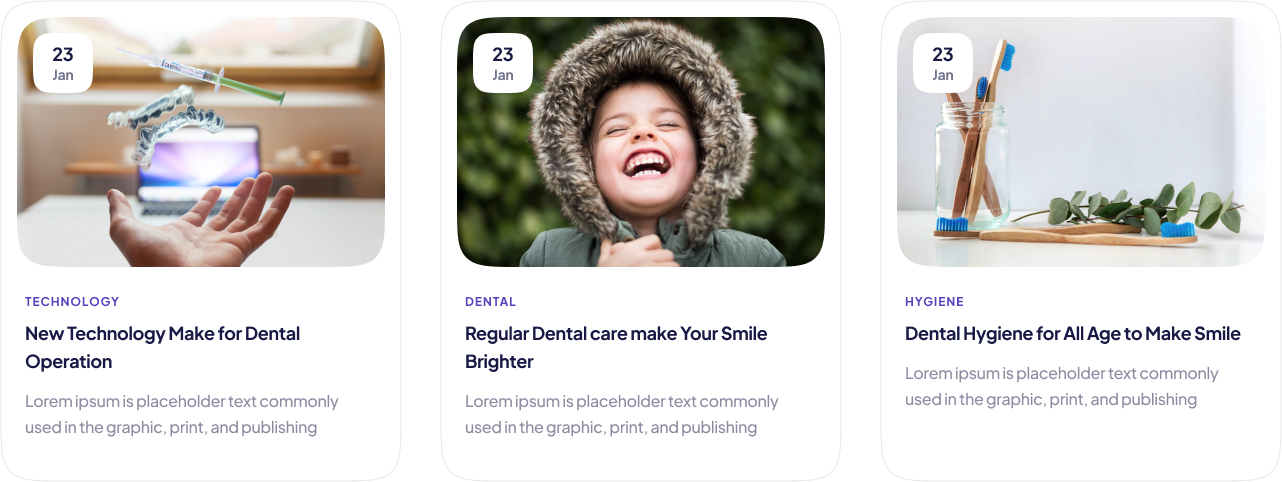 23
Jan
TECHNOLOGY
New Technology Make for Dental
Operation
Lorem ipsum is placeholder text commonly
used in the graphic, print, and publishing
23
Jan
DENTAL
Regular Dental care make Your Smile
Brighter
Lorem ipsum is placeholder text commonly
used in the graphic, print, and publishing
23
Jan
HYGIENE
Dental Hygiene for All Age to Make Smile
Lorem ipsum is placeholder text commonly
used in the graphic, print, and publishing